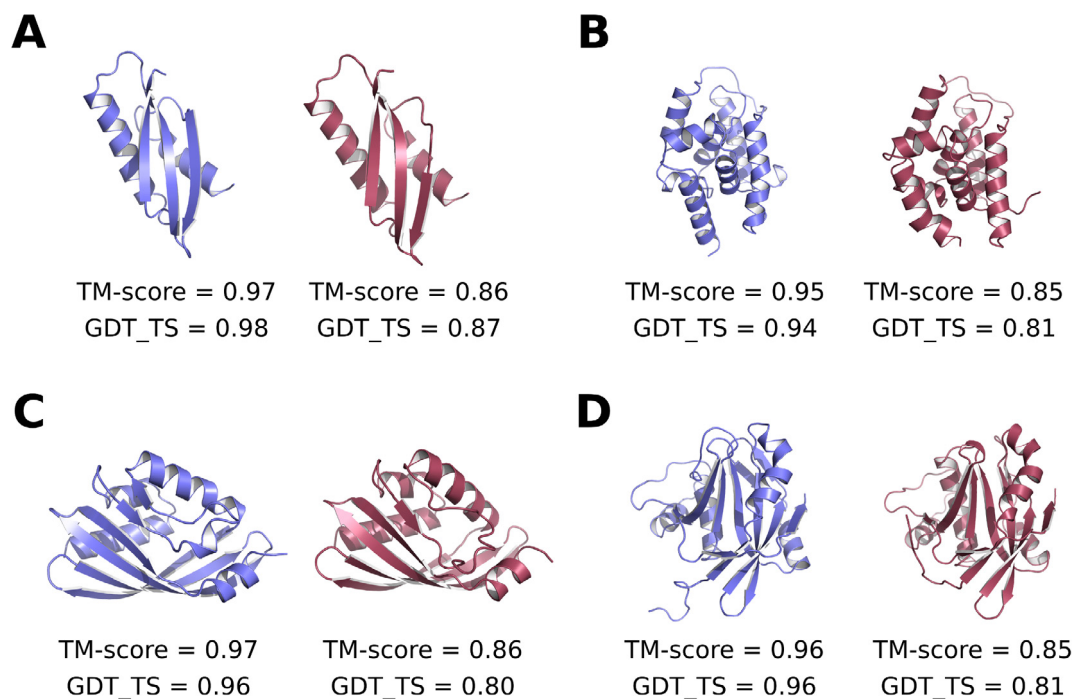 A
B
TM-score = 0.97
TM-score = 0.86
TM-score = 0.95
TM-score = 0.85
GDT_TS = 0.98
GDT_TS = 0.87
GDT_TS = 0.94
GDT_TS = 0.81
C
D
TM-score = 0.97
TM-score = 0.86
TM-score = 0.96
TM-score = 0.85
GDT_TS = 0.96
GDT_TS = 0.80
GDT_TS = 0.96
GDT_TS = 0.81